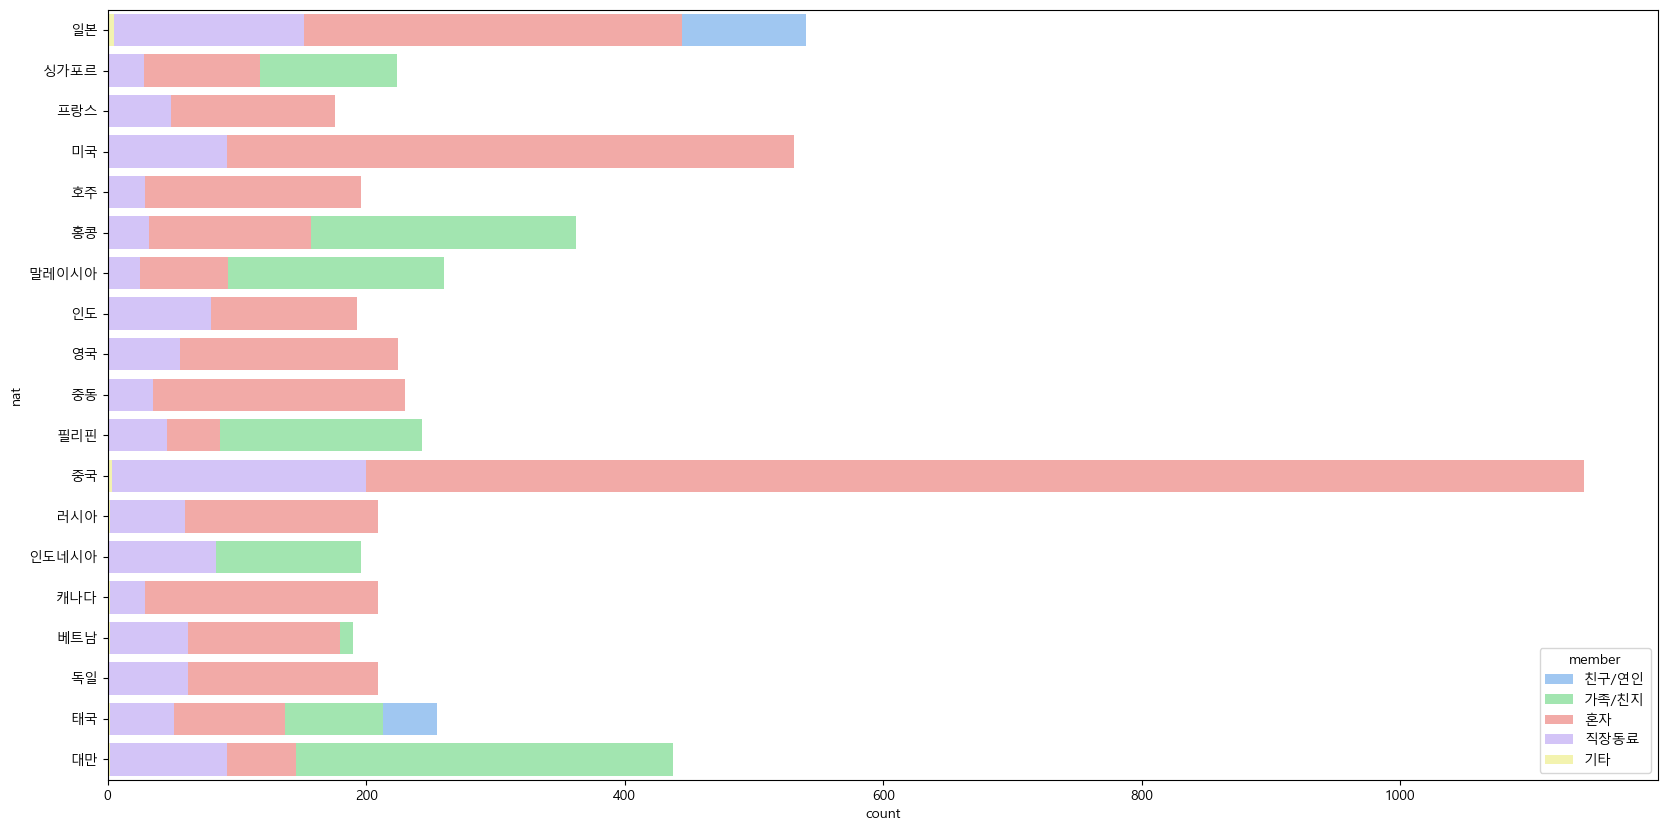 일본
싱가포르
프랑스
미국
호주
홍콩
말레이시아
인도
영국
중동
필리핀
중국
러시아
인도네시아
캐나다
베트남
독일
태국
대만
nat
0 200 400 600 800 1000
count
member
친구/연인
가족/친지
혼자
직장동료
기타